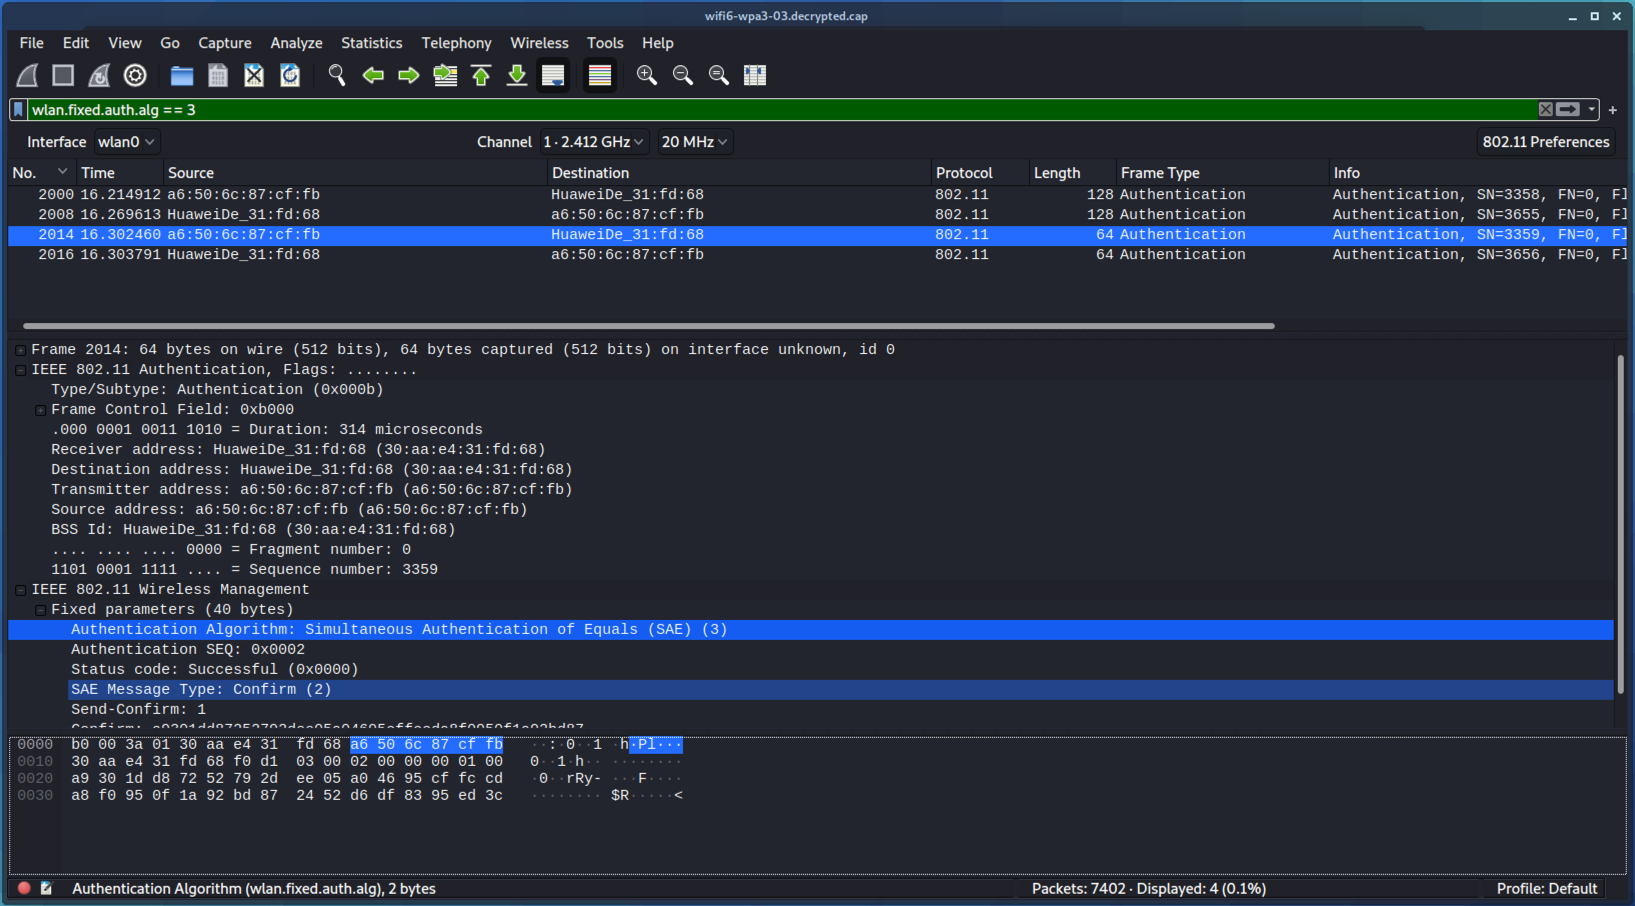 wifi6-wpa3-03.decrypted.cap
File Edit View Go Capture Analyze Statistics Telephony Wireless Tools Help
wlan.fixed.auth.alg == 3
Interface wlan0 Channel 1 · 2.412 GHz 20 MHz 802.11 Preferences
No. Time Source Destination Protocol Length Frame Type Info
2000 16.214912 a6:50:6c:87:cf:fb HuaweiDe_31:fd:68 802.11 128 Authentication Authentication, SN=3358, FN=0, Fl
2008 16.269613 HuaweiDe_31:fd:68 a6:50:6c:87:cf:fb 802.11 128 Authentication Authentication, SN=3655, FN=0, Fl
2014 16.302460 a6:50:6c:87:cf:fb HuaweiDe_31:fd:68 802.11 64 Authentication Authentication, SN=3359, FN=0, Fl
2016 16.303791 HuaweiDe_31:fd:68 a6:50:6c:87:cf:fb 802.11 64 Authentication Authentication, SN=3656, FN=0, Fl
Frame 2014: 64 bytes on wire (512 bits), 64 bytes captured (512 bits) on interface unknown, id 0
IEEE 802.11 Authentication, Flags: ........
Type/Subtype: Authentication (0x000b)
Frame Control Field: 0xb000
.000 0001 0011 1010 = Duration: 314 microseconds
Receiver address: HuaweiDe_31:fd:68 (30:aa:e4:31:fd:68)
Destination address: HuaweiDe_31:fd:68 (30:aa:e4:31:fd:68)
Transmitter address: a6:50:6c:87:cf:fb (a6:50:6c:87:cf:fb)
Source address: a6:50:6c:87:cf:fb (a6:50:6c:87:cf:fb)
BSS Id: HuaweiDe_31:fd:68 (30:aa:e4:31:fd:68)
.... .... .... 0000 = Fragment number: 0
1101 0001 1111 .... = Sequence number: 3359
IEEE 802.11 Wireless Management
Fixed parameters (40 bytes)
Authentication Algorithm: Simultaneous Authentication of Equals (SAE) (3)
Authentication SEQ: 0x0002
Status code: Successful (0x0000)
SAE Message Type: Confirm (2)
Send-Confirm: 1
0000 b0 00 3a 01 30 aa e4 31 fd 68 a6 50 6c 87 cf fb ··:·0··1 ·h·Pl···
0010 30 aa e4 31 fd 68 f0 d1 03 00 02 00 00 00 01 00 0··1·h·· ········
0020 a9 30 1d d8 72 52 79 2d ee 05 a0 46 95 cf fc cd ·0··rRy- ···F····
0030 a8 f0 95 0f 1a 92 bd 87 24 52 d6 df 83 95 ed 3c ········ $R·····<
Authentication Algorithm (wlan.fixed.auth.alg), 2 bytes Packets: 7402 · Displayed: 4 (0.1%) Profile: Default